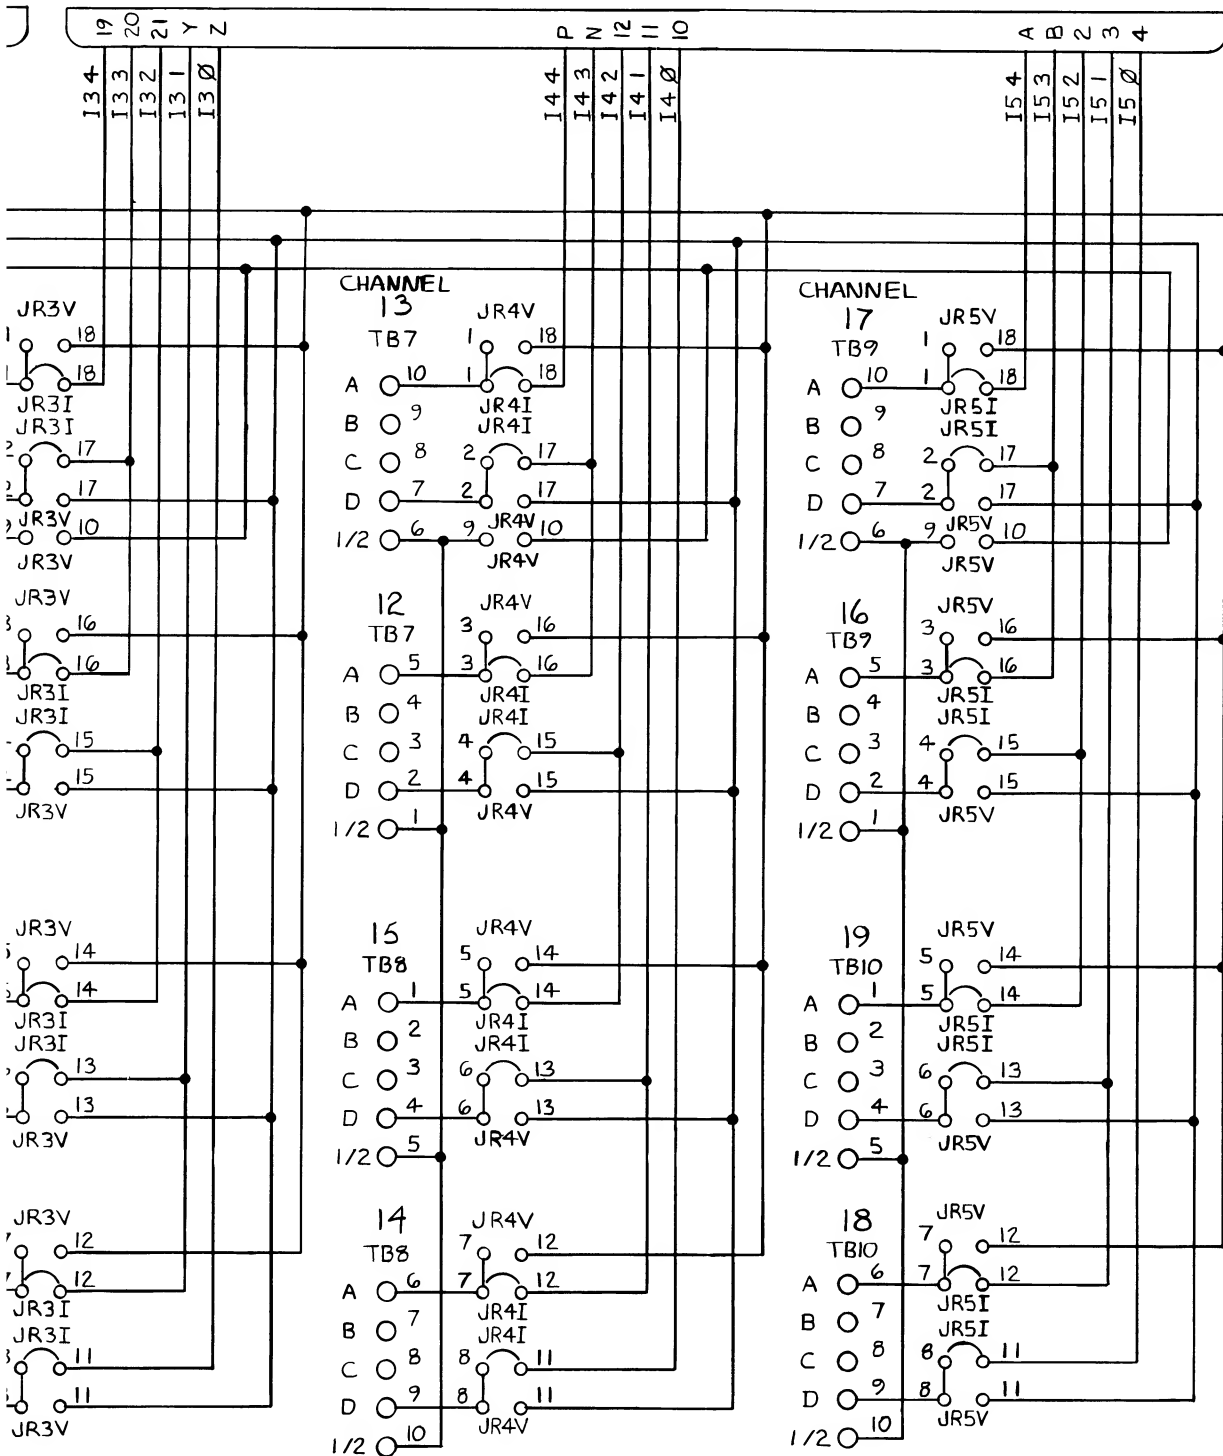 19 20 21 Y Z P N 12 11 10 A B 2 3 4
I34 I33 I32 I31 I3Ø I44 I43 I42 I41 I4Ø I54 I53 I52 I51 I5Ø
JR3V
1 18
18
JR3I
JR3I
17
17
JR3V 10
JR3V
JR3V
16
16
JR3I
JR3I
15
15
JR3V
JR3V
14
14
JR3I
JR3I
13
13
JR3V
JR3V
12
12
JR3I
JR3I
11
11
JR3V
CHANNEL
13
TB7 JR4V
1 18
A 10 1 18
JR4I
B 9 JR4I
C 8 2 17
D 7 2 17
JR4V
1/2 6 9 10
JR4V
12 JR4V
TB7 3 16
A 5 3 16
JR4I
B 4 JR4I
C 3 4 15
D 2 4 15
JR4V
1/2 1
15 JR4V
TB8 5 14
A 1 5 14
JR4I
B 2 JR4I
C 3 6 13
D 4 6 13
JR4V
1/2 5
14 JR4V
TB8 7 12
A 6 7 12
JR4I
B 7 JR4I
C 8 8 11
D 9 8 11
JR4V
1/2 10
CHANNEL
17 JR5V
TB9 1 18
A 10 1 18
JR5I
B 9 JR5I
C 8 2 17
D 7 2 17
JR5V
1/2 6 9 10
JR5V
16 JR5V
TB9 3 16
A 5 3 16
JR5I
B 4 JR5I
C 3 4 15
D 2 4 15
JR5V
1/2 1
19 JR5V
TB10 5 14
A 1 5 14
JR5I
B 2 JR5I
C 3 6 13
D 4 6 13
JR5V
1/2 5
18 JR5V
TB10 7 12
A 6 7 12
JR5I
B 7 JR5I
C 8 8 11
D 9 8 11
JR5V
1/2 10